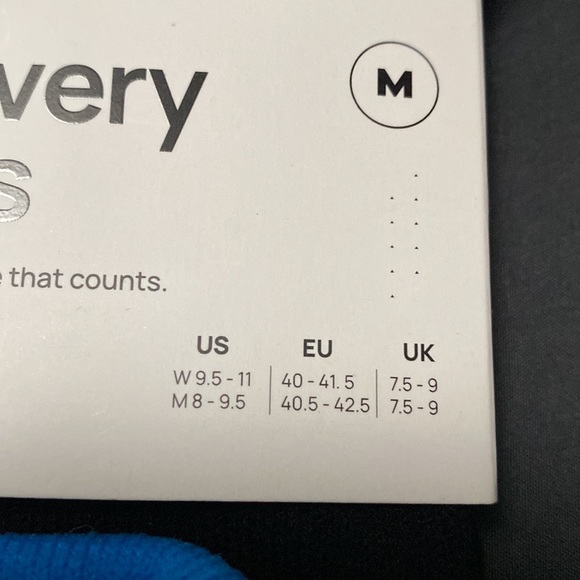 very
M
s
that counts.
US EU UK
W 9.5 - 11 40 - 41.5 7.5 - 9
M 8 - 9.5 40.5 - 42.5 7.5 - 9